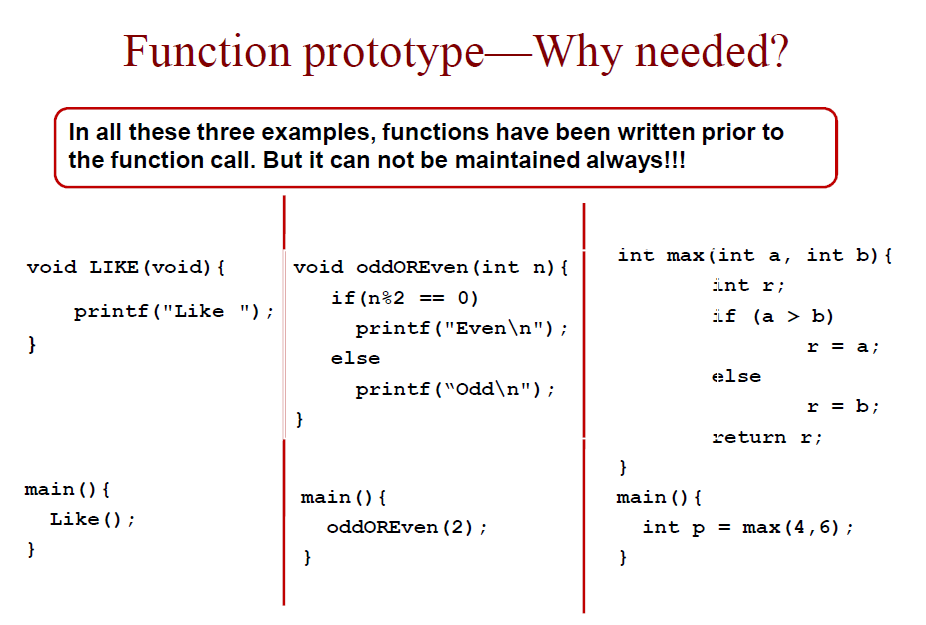 Function prototype—Why needed?
In all these three examples, functions have been written prior to
the function call. But it can not be maintained always!!!
void LIKE(void){
printf("Like ");
}
main(){
Like();
}
void oddOREven(int n){
if(n%2 == 0)
printf("Even\n");
else
printf(“Odd\n");
}
main(){
oddOREven(2);
}
int max(int a, int b){
int r;
if (a > b)
r = a;
else
r = b;
return r;
}
main(){
int p = max(4,6);
}